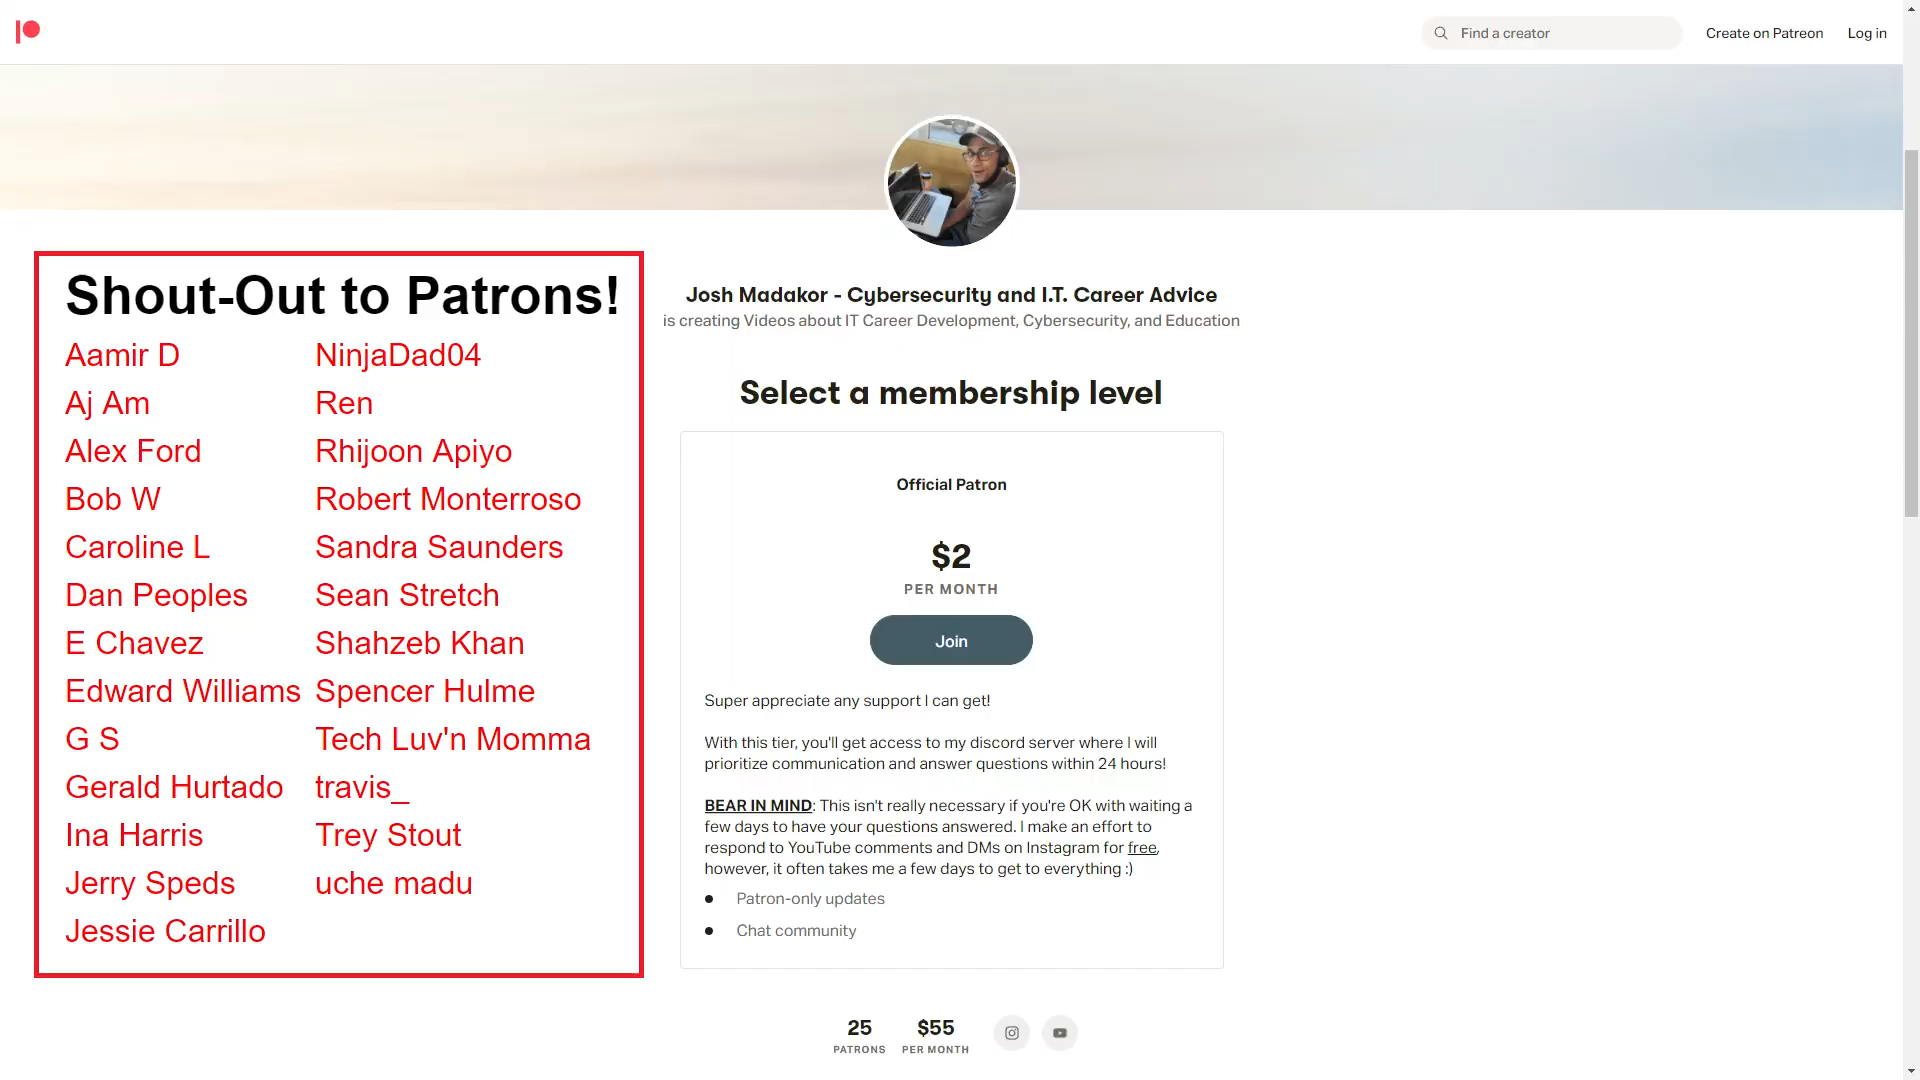 Find a creator
Create on Patreon
Log in
Shout-Out to Patrons!
Aamir D
Aj Am
Alex Ford
Bob W
Caroline L
Dan Peoples
E Chavez
Edward Williams
G S
Gerald Hurtado
Ina Harris
Jerry Speds
Jessie Carrillo
NinjaDad04
Ren
Rhijoon Apiyo
Robert Monterroso
Sandra Saunders
Sean Stretch
Shahzeb Khan
Spencer Hulme
Tech Luv'n Momma
travis_
Trey Stout
uche madu
Josh Madakor - Cybersecurity and I.T. Career Advice
is creating Videos about IT Career Development, Cybersecurity, and Education
Select a membership level
Official Patron
$2
PER MONTH
Join
Super appreciate any support I can get!
With this tier, you'll get access to my discord server where I will
prioritize communication and answer questions within 24 hours!
BEAR IN MIND: This isn't really necessary if you're OK with waiting a
few days to have your questions answered. I make an effort to
respond to YouTube comments and DMs on Instagram for free,
however, it often takes me a few days to get to everything :)
Patron-only updates
Chat community
25
PATRONS
$55
PER MONTH